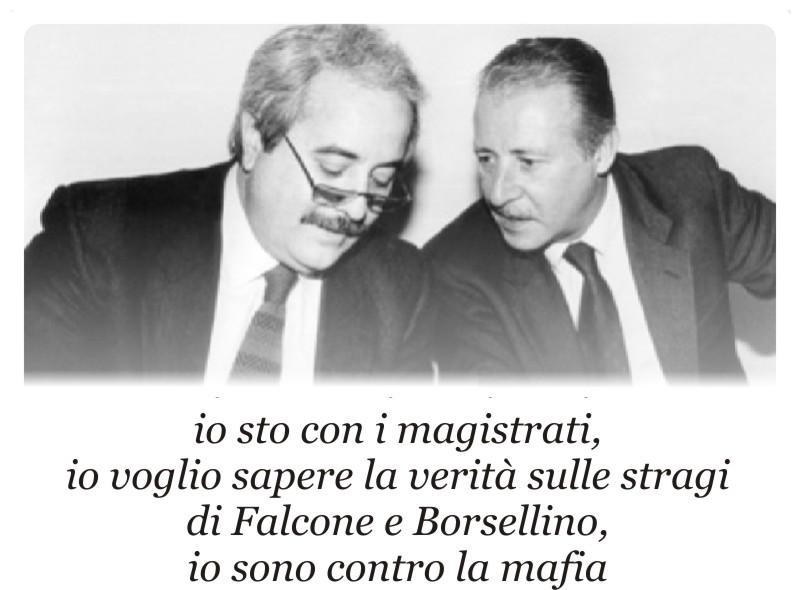 io sto con i magistrati,
io voglio sapere la verità sulle stragi
di Falcone e Borsellino,
io sono contro la mafia